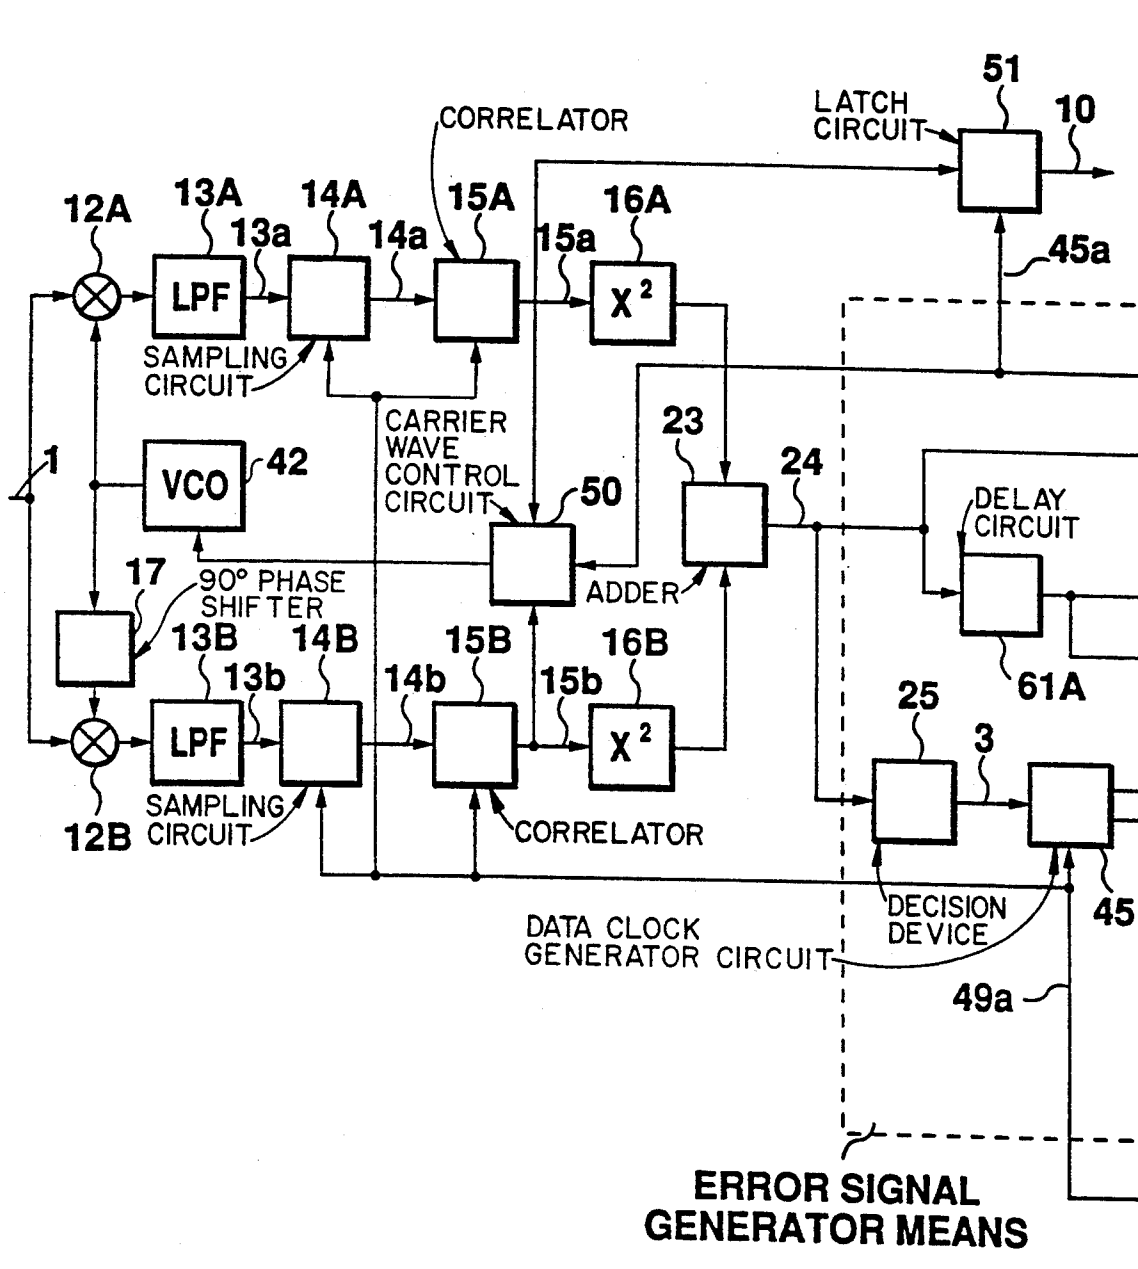 51
LATCH
CIRCUIT
10
CORRELATOR
12A
13A
13a
14A
14a
15A
15a
16A
45a
LPF
X²
SAMPLING
CIRCUIT
CARRIER
WAVE
CONTROL
CIRCUIT
1
VCO
42
50
23
24
DELAY
CIRCUIT
17
90° PHASE
SHIFTER
ADDER
61A
13B
13b
14B
14b
15B
15b
16B
25
3
LPF
X²
12B
SAMPLING
CIRCUIT
CORRELATOR
45
DECISION
DEVICE
DATA CLOCK
GENERATOR CIRCUIT
49a
ERROR SIGNAL
GENERATOR MEANS